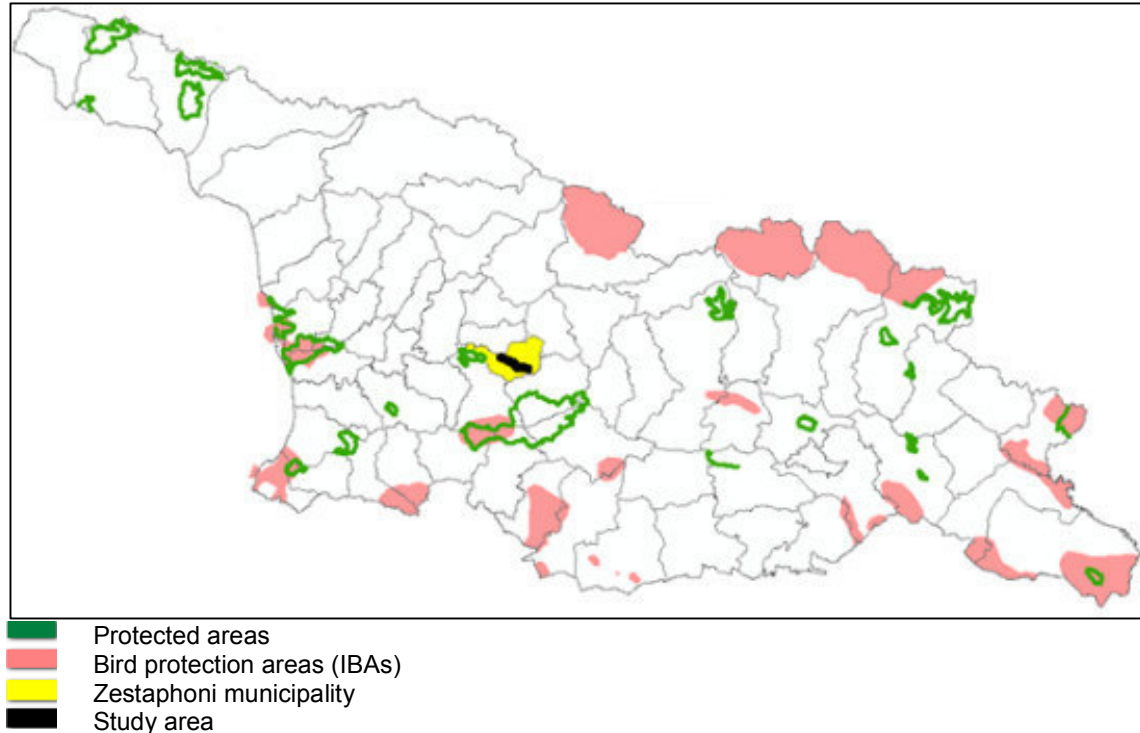 Protected areas
Bird protection areas (IBAs)
Zestaphoni municipality
Study area